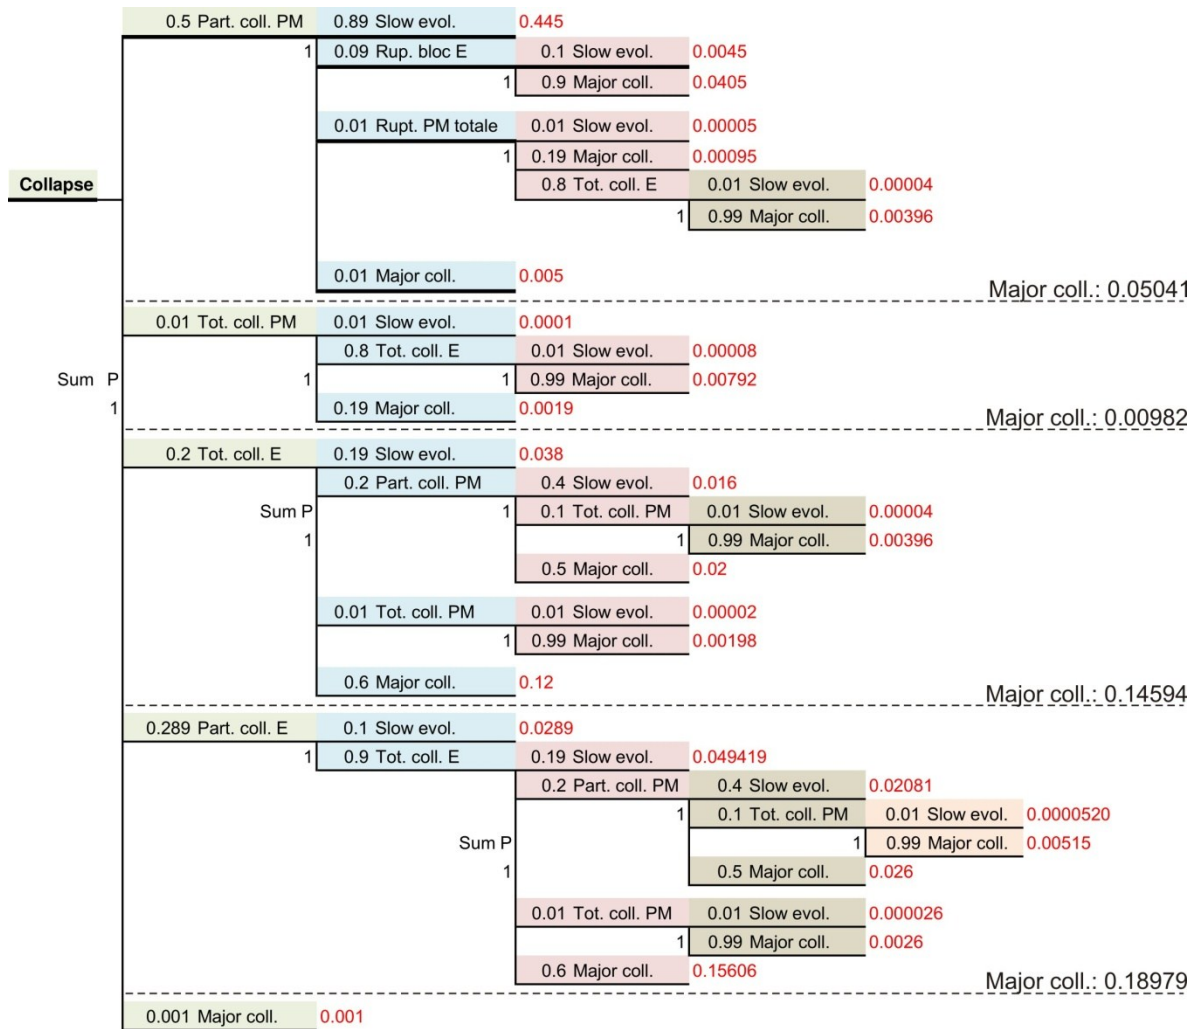 0.5 Part. coll. PM 0.89 Slow evol. 0.445
1 0.09 Rup. bloc E 0.1 Slow evol. 0.0045
1 0.9 Major coll. 0.0405
0.01 Rupt. PM totale 0.01 Slow evol. 0.00005
1 0.19 Major coll. 0.00095
Collapse 0.8 Tot. coll. E 0.01 Slow evol. 0.00004
1 0.99 Major coll. 0.00396
0.01 Major coll. 0.005
Major coll.: 0.05041
0.01 Tot. coll. PM 0.01 Slow evol. 0.0001
0.8 Tot. coll. E 0.01 Slow evol. 0.00008
Sum P 1 1 0.99 Major coll. 0.00792
1 0.19 Major coll. 0.0019
Major coll.: 0.00982
0.2 Tot. coll. E 0.19 Slow evol. 0.038
0.2 Part. coll. PM 0.4 Slow evol. 0.016
Sum P 1 0.1 Tot. coll. PM 0.01 Slow evol. 0.00004
1 1 0.99 Major coll. 0.00396
0.5 Major coll. 0.02
0.01 Tot. coll. PM 0.01 Slow evol. 0.00002
1 0.99 Major coll. 0.00198
0.6 Major coll. 0.12
Major coll.: 0.14594
0.289 Part. coll. E 0.1 Slow evol. 0.0289
1 0.9 Tot. coll. E 0.19 Slow evol. 0.049419
0.2 Part. coll. PM 0.4 Slow evol. 0.02081
1 0.1 Tot. coll. PM 0.01 Slow evol. 0.0000520
Sum P 1 0.99 Major coll. 0.00515
1 0.5 Major coll. 0.026
0.01 Tot. coll. PM 0.01 Slow evol. 0.000026
1 0.99 Major coll. 0.0026
0.6 Major coll. 0.15606
Major coll.: 0.18979
0.001 Major coll. 0.001